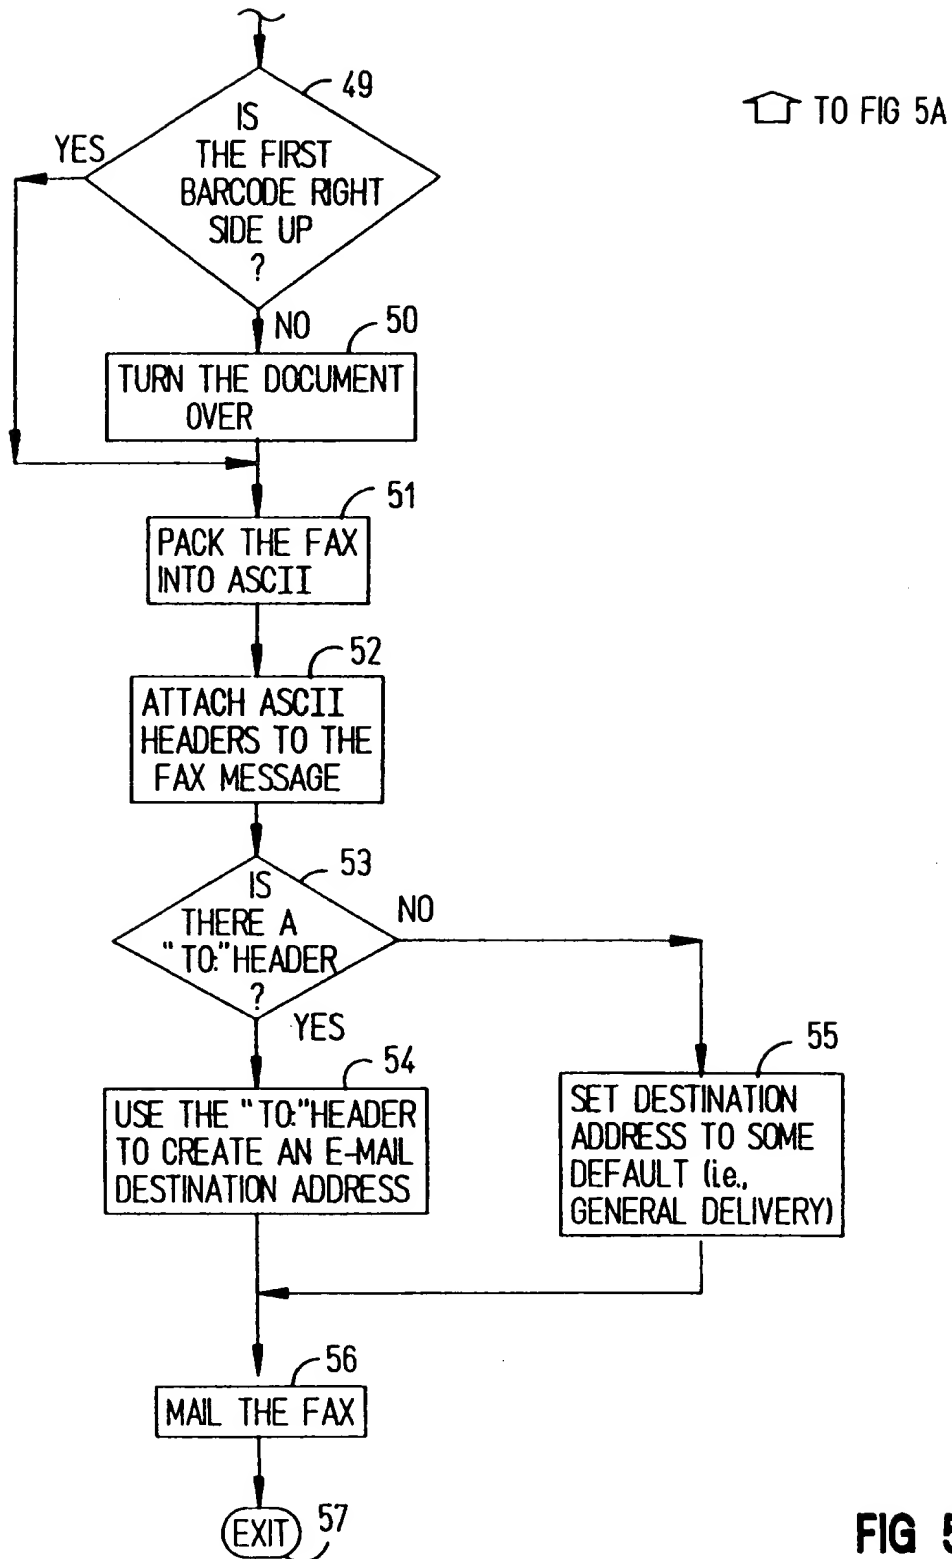 49
TO FIG 5A
IS
THE FIRST
BARCODE RIGHT
SIDE UP
?
YES
NO
50
TURN THE DOCUMENT
OVER
51
PACK THE FAX
INTO ASCII
52
ATTACH ASCII
HEADERS TO THE
FAX MESSAGE
53
IS
THERE A
"TO:"HEADER
?
NO
YES
54
USE THE "TO:"HEADER
TO CREATE AN E-MAIL
DESTINATION ADDRESS
55
SET DESTINATION
ADDRESS TO SOME
DEFAULT (i.e.,
GENERAL DELIVERY)
56
MAIL THE FAX
EXIT
57
FIG 5